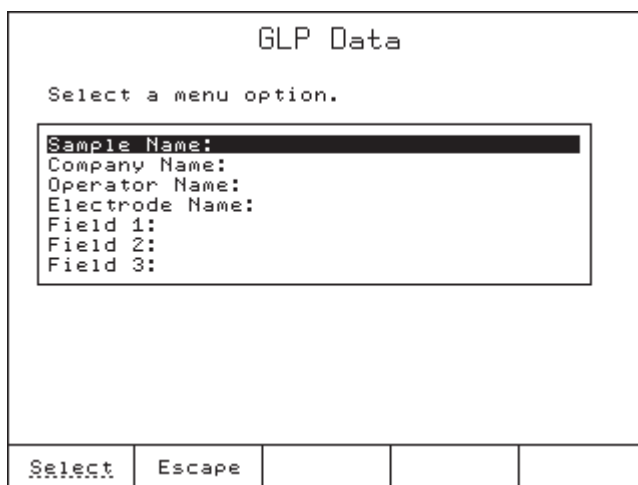 GLP Data
Select a menu option.
Sample Name:
Company Name:
Operator Name:
Electrode Name:
Field 1:
Field 2:
Field 3:
Select Escape